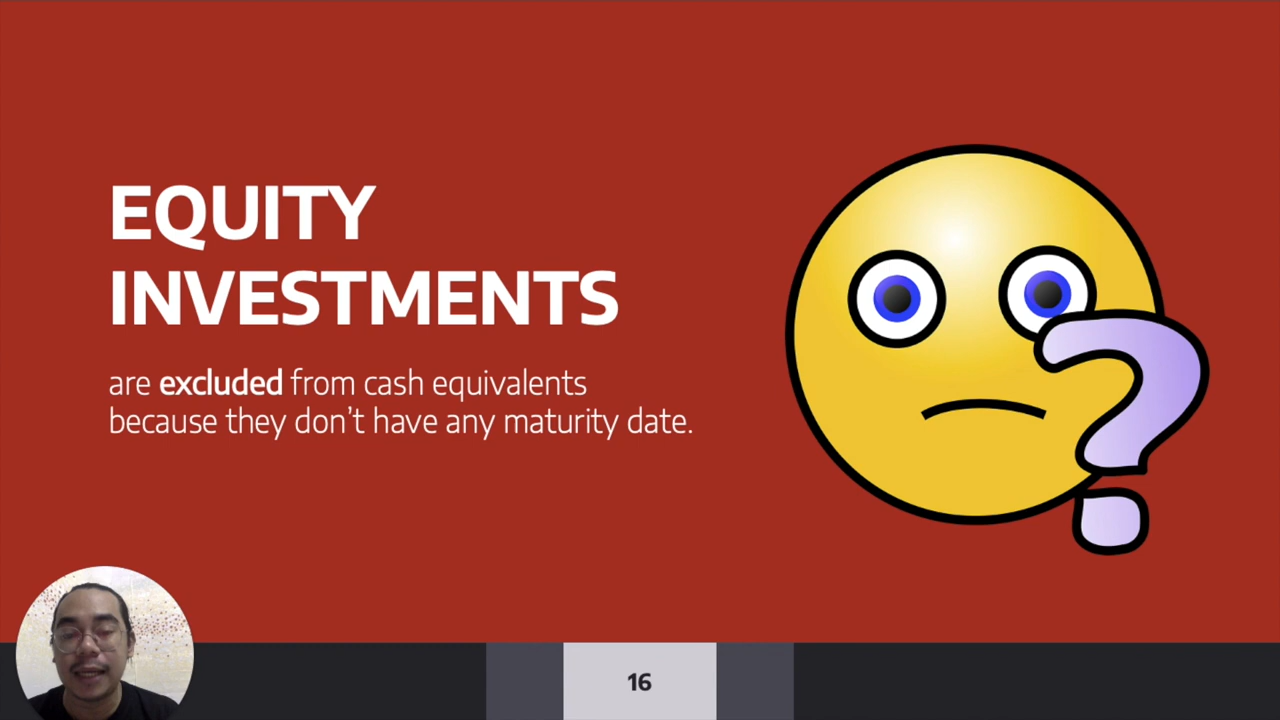 EQUITY
INVESTMENTS
are excluded from cash equivalents
because they don't have any maturity date.
16